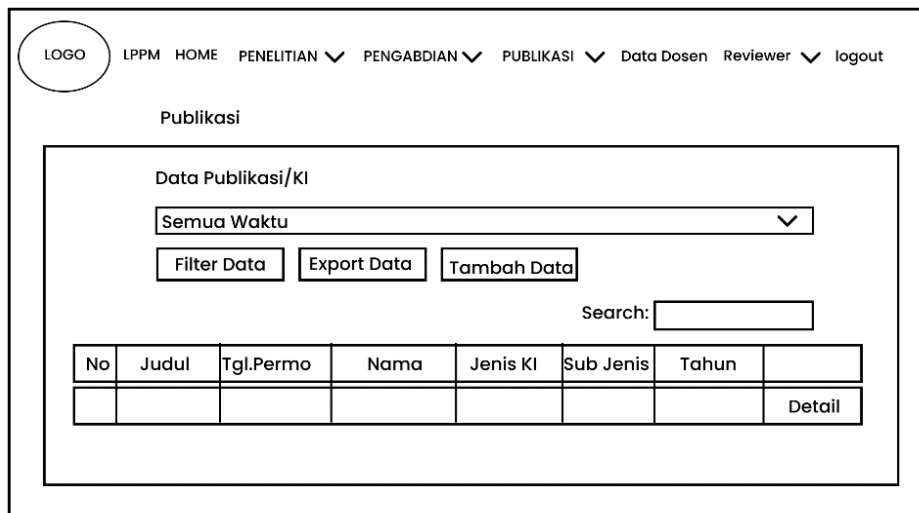 LOGO LPPM HOME PENELITIAN PENGABDIAN PUBLIKASI Data Dosen Reviewer logout
Publikasi
Data Publikasi/KI
Semua Waktu
Filter Data Export Data Tambah Data
Search:
No Judul Tgl.Permo Nama Jenis KI Sub Jenis Tahun
Detail